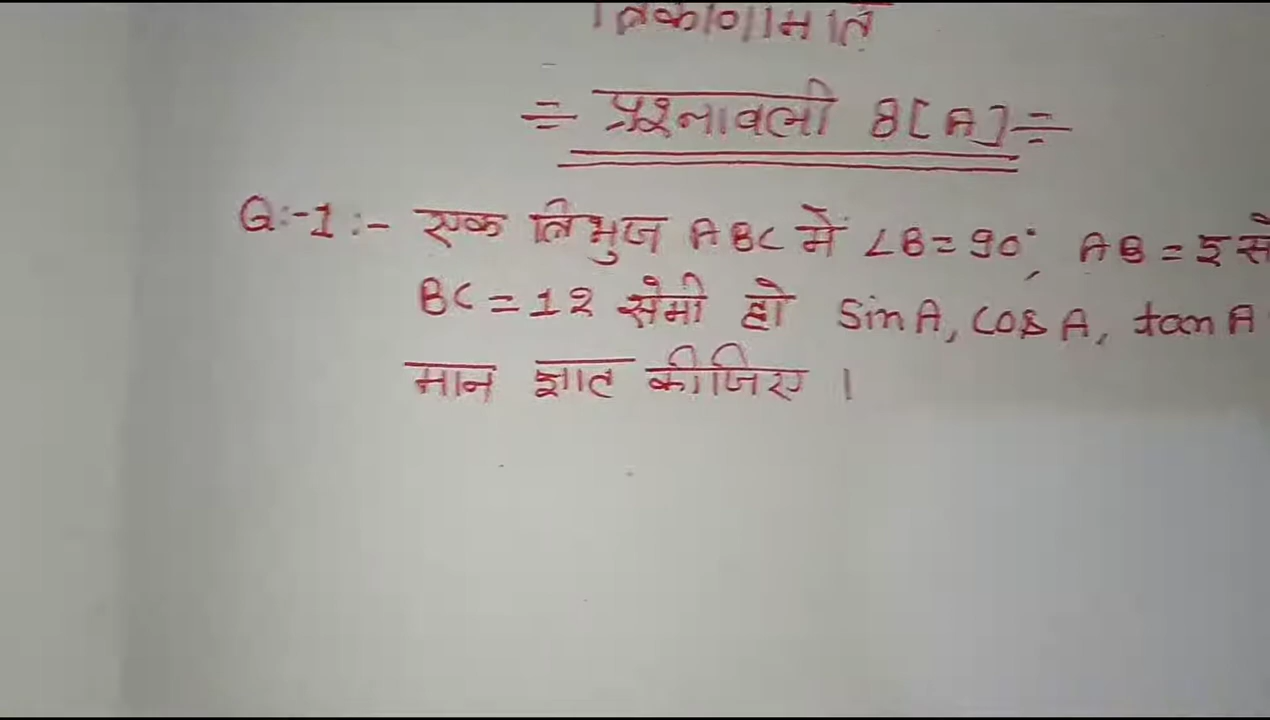 त्रिकोणमिति
= प्रश्नावली 8[A] =
Q:-1:- एक त्रिभुज ABC में ∠B = 90°, AB = 5 से
BC = 12 सेमी हो sin A, cos A, tan A
मान ज्ञात कीजिए ।